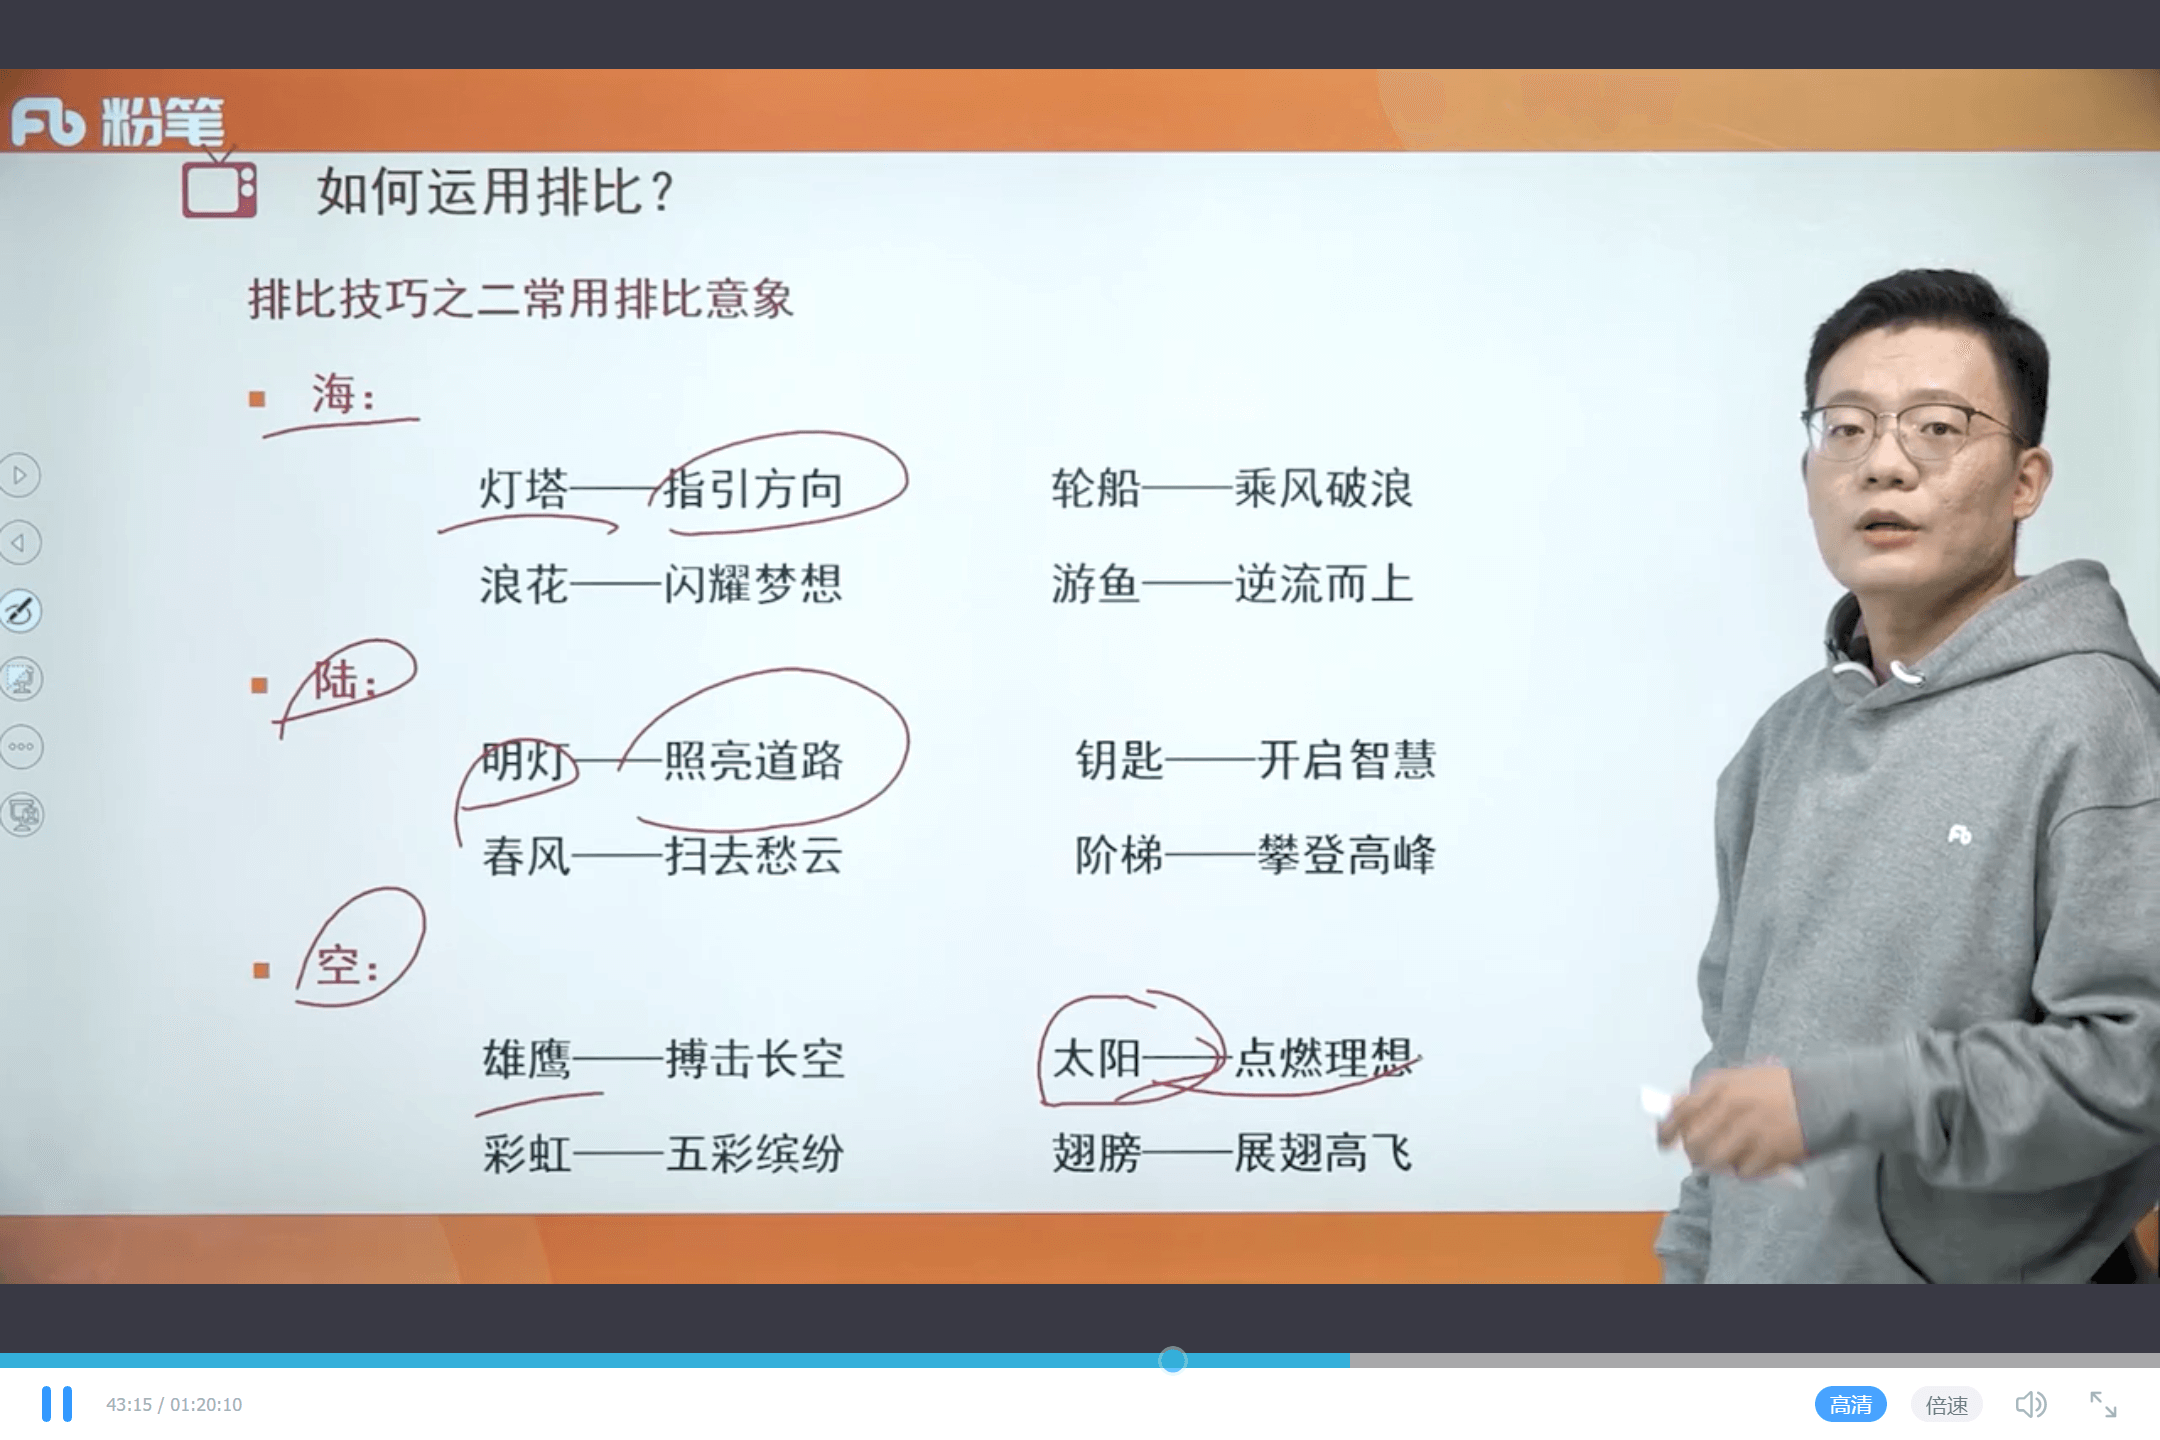 Fb 粉笔
如何运用排比？
排比技巧之二常用排比意象
海：
灯塔——指引方向 轮船——乘风破浪
浪花——闪耀梦想 游鱼——逆流而上
陆：
明灯——照亮道路 钥匙——开启智慧
春风——扫去愁云 阶梯——攀登高峰
空：
雄鹰——搏击长空 太阳——点燃理想
彩虹——五彩缤纷 翅膀——展翅高飞
Fb
43:15 / 01:20:10 高清 倍速